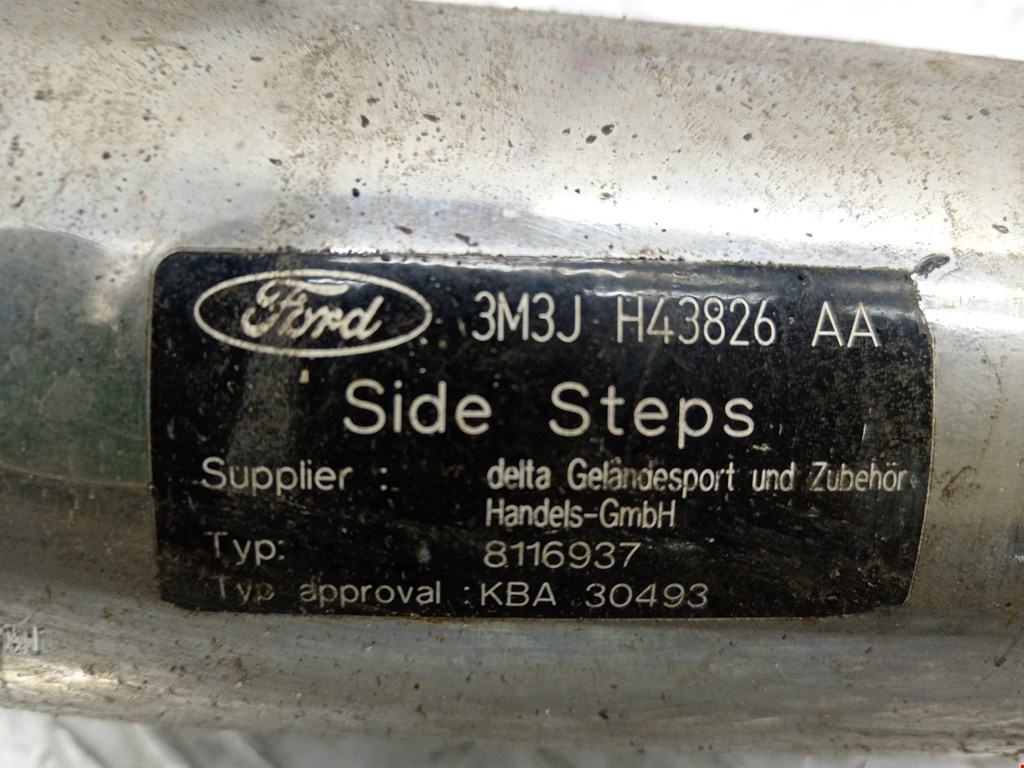 Ford 3M3J H43826 AA
Side Steps
Supplier : delta Geländesport und Zubehör
Handels-GmbH
Typ: 8116937
Typ approval : KBA 30493